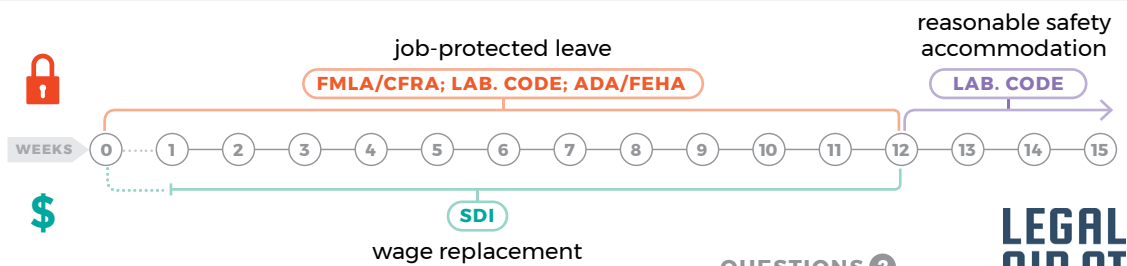 reasonable safety
accommodation
job-protected leave
FMLA/CFRA; LAB. CODE; ADA/FEHA
LAB. CODE
WEEKS 0 1 2 3 4 5 6 7 8 9 10 11 12 13 14 15
$
SDI
wage replacement
LEGAL
QUESTIONS ?